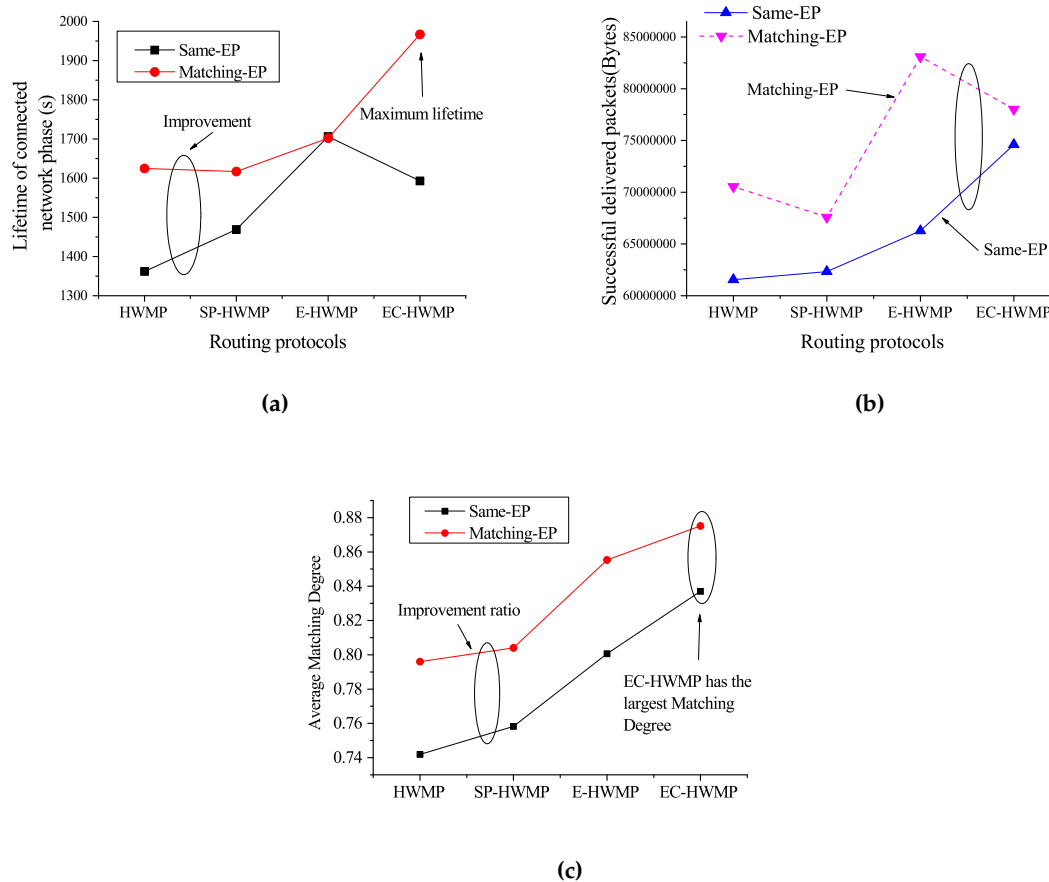 2000
1900
1800
1700
1600
1500
1400
1300
Lifetime of connected
network phase (s)
Same-EP
Matching-EP
Improvement
Maximum lifetime
HWMP
SP-HWMP
E-HWMP
EC-HWMP
Routing protocols
(a)
Same-EP
Matching-EP
85000000
80000000
75000000
70000000
65000000
60000000
Successful delivered packets(Bytes)
Matching-EP
Same-EP
HWMP
SP-HWMP
E-HWMP
EC-HWMP
Routing protocols
(b)
Same-EP
Matching-EP
0.88
0.86
0.84
0.82
0.80
0.78
0.76
0.74
Average Matching Degree
Improvement ratio
EC-HWMP has the
largest Matching
Degree
HWMP
SP-HWMP
E-HWMP
EC-HWMP
(c)